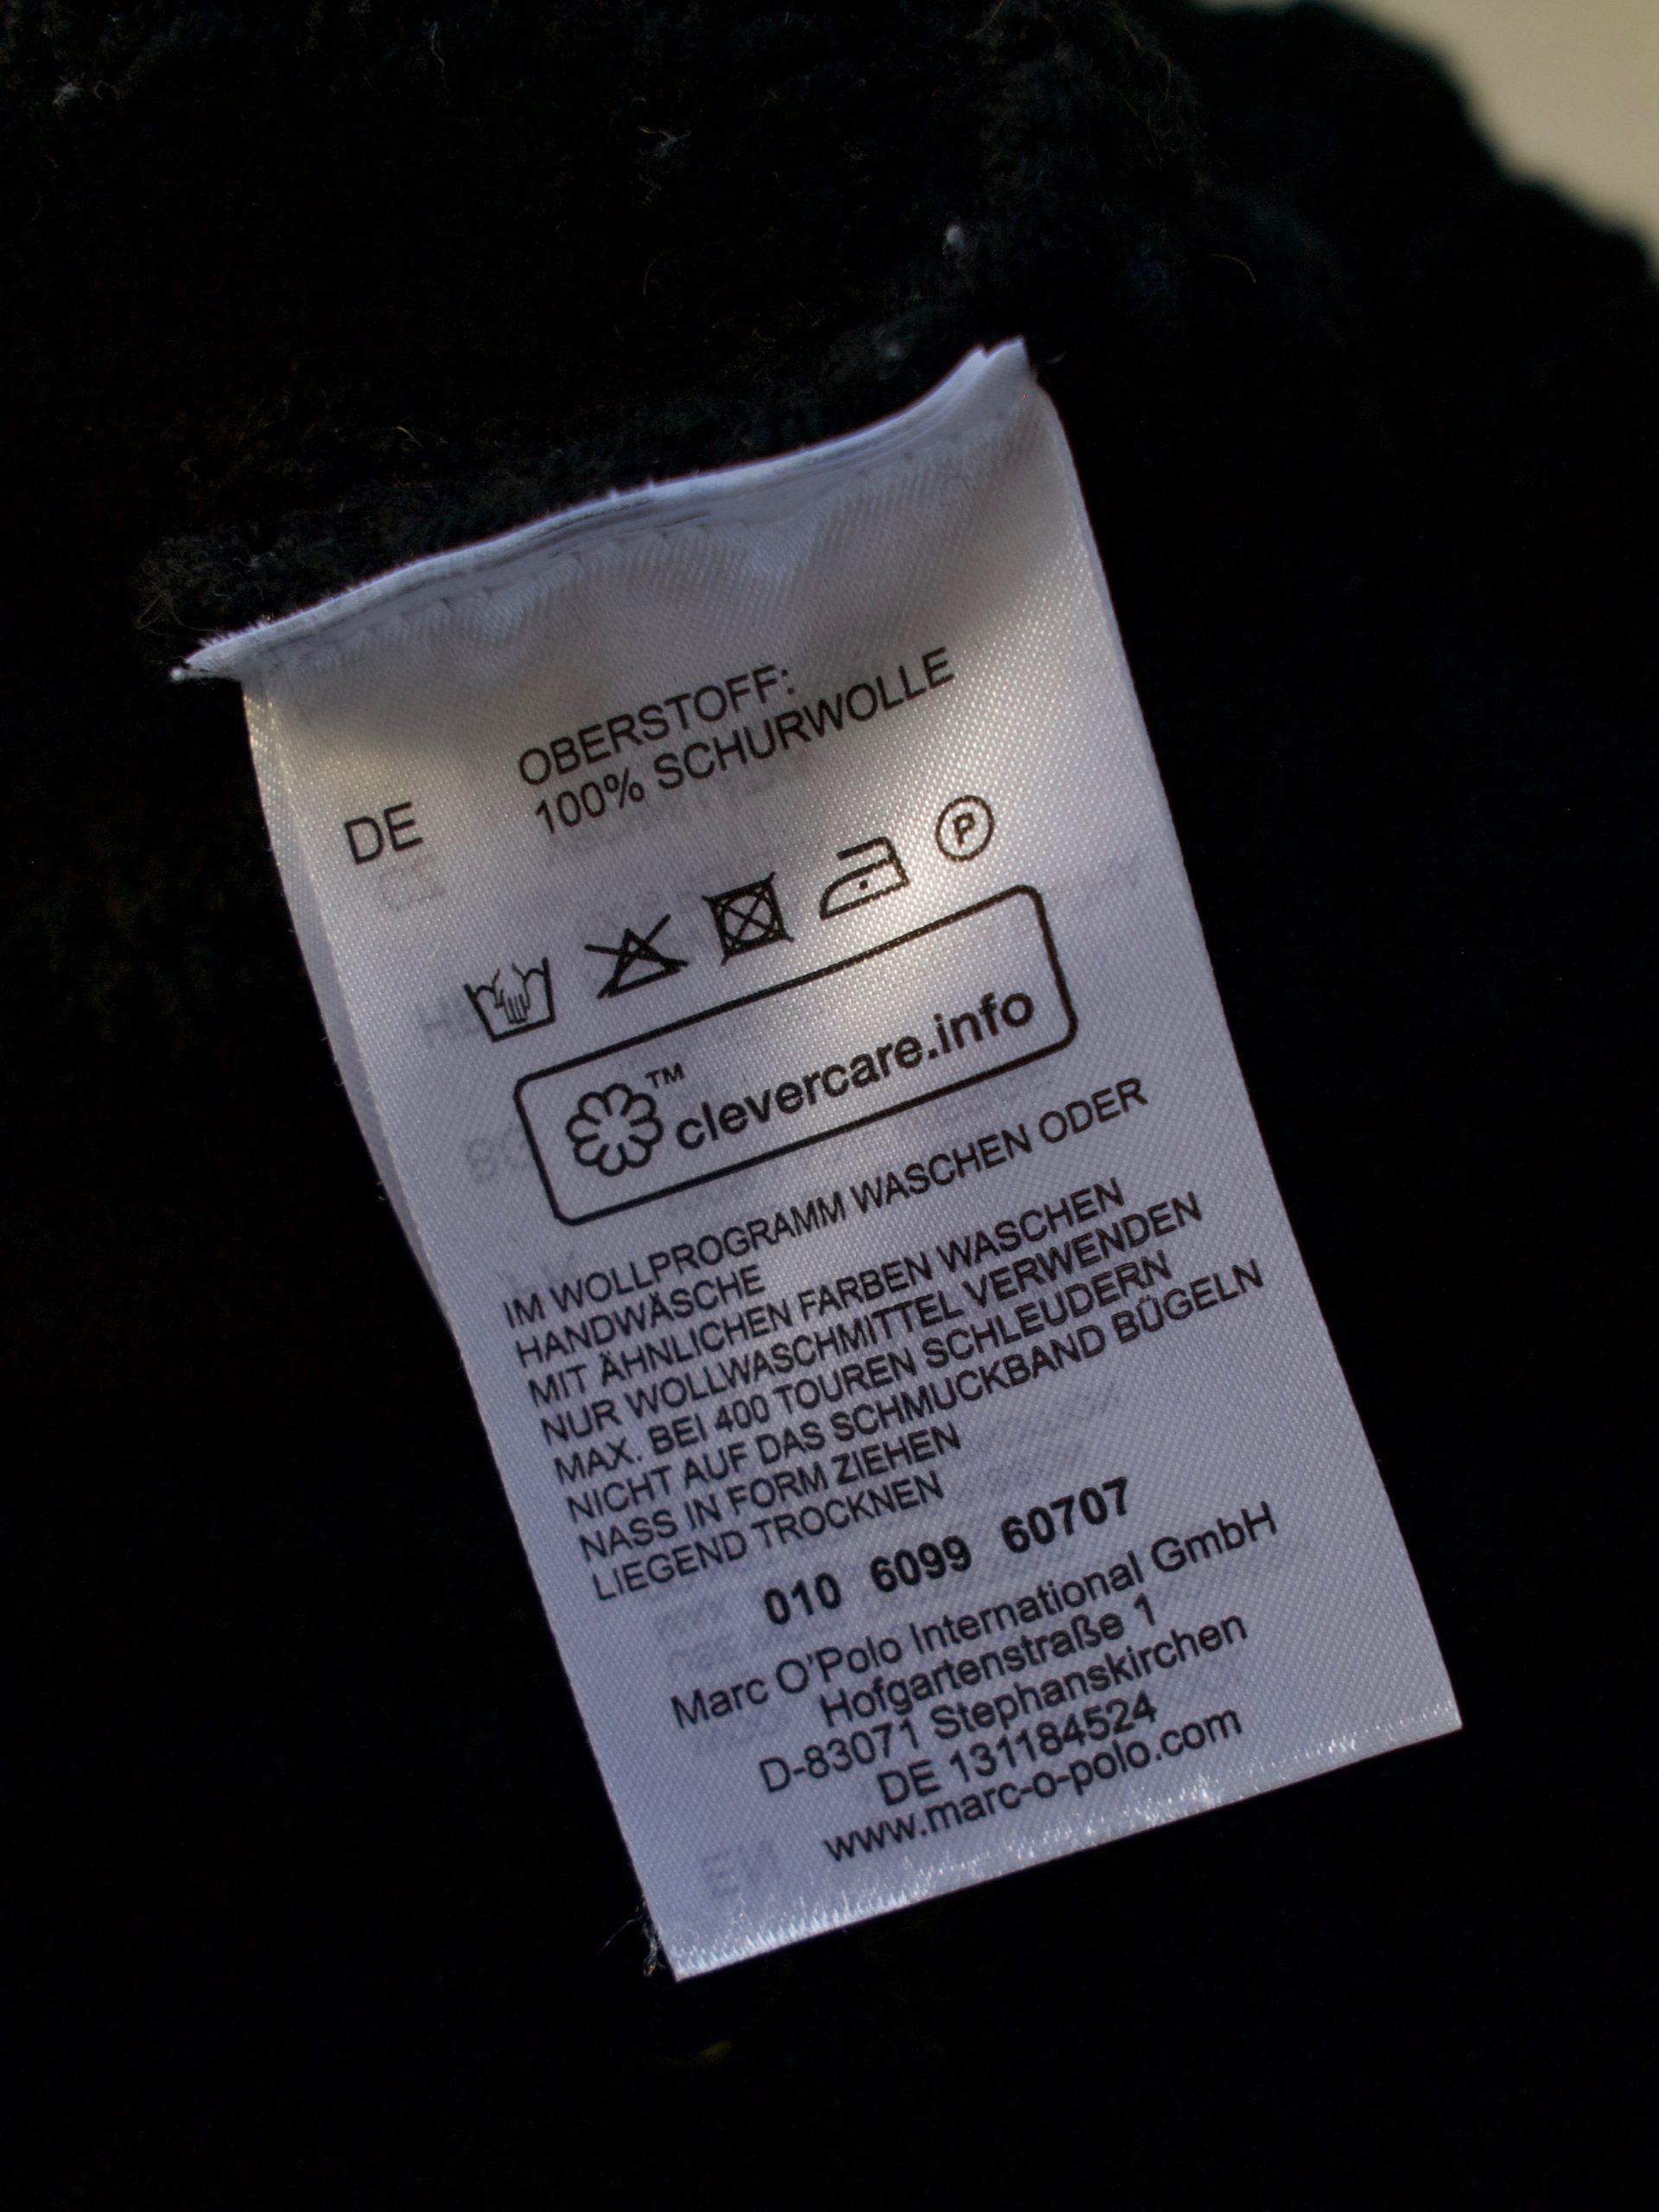 OBERSTOFF:
100% SCHURWOLLE
DE
P
™
clevercare.info
IM WOLLPROGRAMM WASCHEN ODER
HANDWÄSCHE
MIT ÄHNLICHEN FARBEN WASCHEN
NUR WOLLWASCHMITTEL VERWENDEN
MAX. BEI 400 TOUREN SCHLEUDERN
NICHT AUF DAS SCHMUCKBAND BÜGELN
NASS IN FORM ZIEHEN
LIEGEND TROCKNEN
010 6099 60707
Marc O'Polo International GmbH
Hofgartenstraße 1
D-83071 Stephanskirchen
DE 131184524
www.marc-o-polo.com